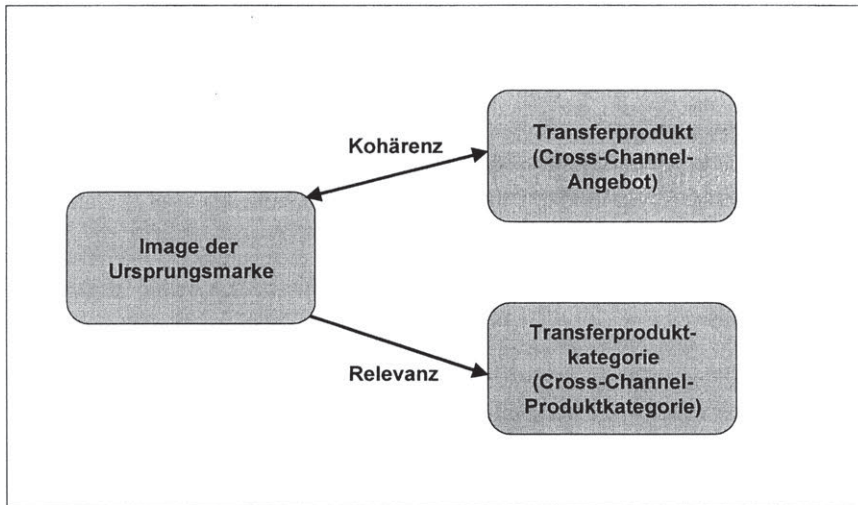 Kohärenz
Transferprodukt
(Cross-Channel-
Angebot)
Image der
Ursprungsmarke
Relevanz
Transferprodukt-
kategorie
(Cross-Channel-
Produktkategorie)